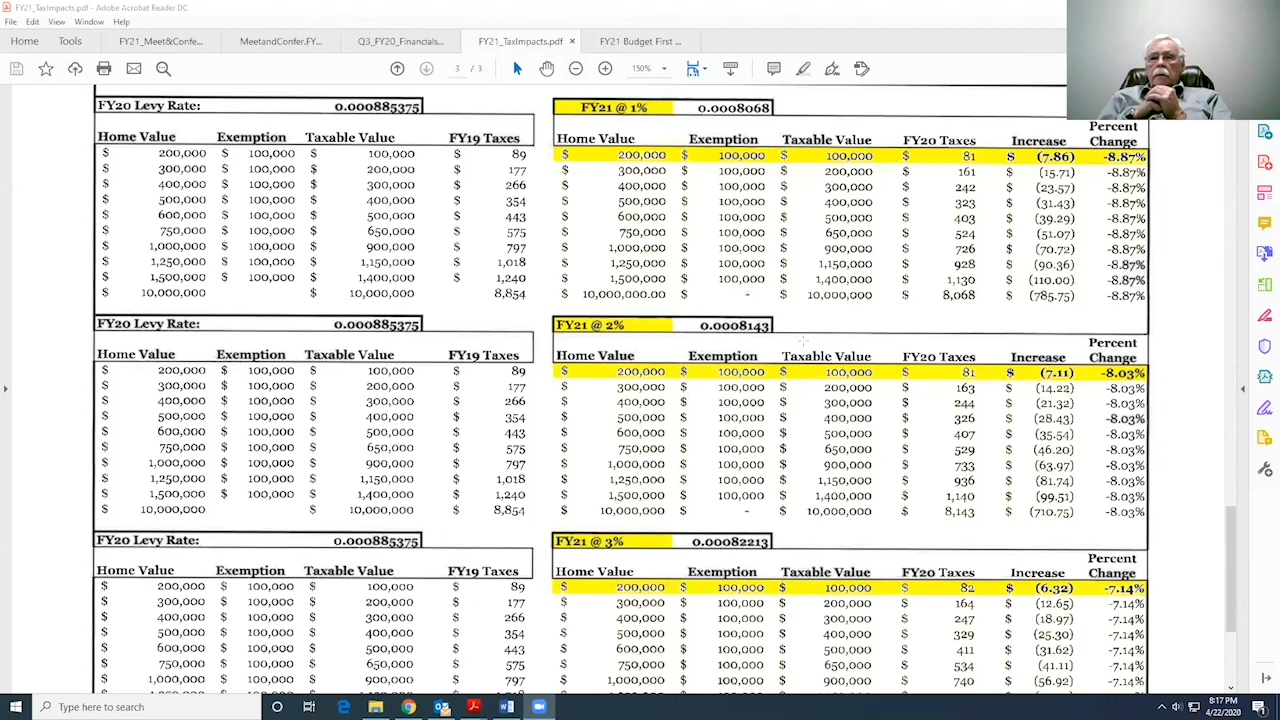 FY21_TaxImpacts.pdf - Adobe Acrobat Reader DC
File Edit View Window Help
Home Tools FY21_Meet&Confe... MeetandConfer.FY... Q3_FY20_Financials... FY21_TaxImpacts.pdf × FY21 Budget First ...
3 / 3 150%
FY20 Levy Rate: 0.000885375 FY21 @ 1% 0.0008068
Percent
Home Value Exemption Taxable Value FY19 Taxes Home Value Exemption Taxable Value FY20 Taxes Increase Change
$ 200,000 $ 100,000 $ 100,000 $ 89 $ 200,000 $ 100,000 $ 100,000 $ 81 $ (7.86) -8.87%
$ 300,000 $ 100,000 $ 200,000 $ 177 $ 300,000 $ 100,000 $ 200,000 $ 161 $ (15.71) -8.87%
$ 400,000 $ 100,000 $ 300,000 $ 266 $ 400,000 $ 100,000 $ 300,000 $ 242 $ (23.57) -8.87%
$ 500,000 $ 100,000 $ 400,000 $ 354 $ 500,000 $ 100,000 $ 400,000 $ 323 $ (31.43) -8.87%
$ 600,000 $ 100,000 $ 500,000 $ 443 $ 600,000 $ 100,000 $ 500,000 $ 403 $ (39.29) -8.87%
$ 750,000 $ 100,000 $ 650,000 $ 575 $ 750,000 $ 100,000 $ 650,000 $ 524 $ (51.07) -8.87%
$ 1,000,000 $ 100,000 $ 900,000 $ 797 $ 1,000,000 $ 100,000 $ 900,000 $ 726 $ (70.72) -8.87%
$ 1,250,000 $ 100,000 $ 1,150,000 $ 1,018 $ 1,250,000 $ 100,000 $ 1,150,000 $ 928 $ (90.36) -8.87%
$ 1,500,000 $ 100,000 $ 1,400,000 $ 1,240 $ 1,500,000 $ 100,000 $ 1,400,000 $ 1,130 $ (110.00) -8.87%
$ 10,000,000 $ 10,000,000 8,854 $ 10,000,000.00 $ - $ 10,000,000 $ 8,068 $ (785.75) -8.87%
FY20 Levy Rate: 0.000885375 FY21 @ 2% 0.0008143
Percent
Home Value Exemption Taxable Value FY19 Taxes Home Value Exemption Taxable Value FY20 Taxes Increase Change
$ 200,000 $ 100,000 $ 100,000 $ 89 $ 200,000 $ 100,000 $ 100,000 $ 81 $ (7.11) -8.03%
$ 300,000 $ 100,000 $ 200,000 $ 177 $ 300,000 $ 100,000 $ 200,000 $ 163 $ (14.22) -8.03%
$ 400,000 $ 100,000 $ 300,000 $ 266 $ 400,000 $ 100,000 $ 300,000 $ 244 $ (21.32) -8.03%
$ 500,000 $ 100,000 $ 400,000 $ 354 $ 500,000 $ 100,000 $ 400,000 $ 326 $ (28.43) -8.03%
$ 600,000 $ 100,000 $ 500,000 $ 443 $ 600,000 $ 100,000 $ 500,000 $ 407 $ (35.54) -8.03%
$ 750,000 $ 100,000 $ 650,000 $ 575 $ 750,000 $ 100,000 $ 650,000 $ 529 $ (46.20) -8.03%
$ 1,000,000 $ 100,000 $ 900,000 $ 797 $ 1,000,000 $ 100,000 $ 900,000 $ 733 $ (63.97) -8.03%
$ 1,250,000 $ 100,000 $ 1,150,000 $ 1,018 $ 1,250,000 $ 100,000 $ 1,150,000 $ 936 $ (81.74) -8.03%
$ 1,500,000 $ 100,000 $ 1,400,000 $ 1,240 $ 1,500,000 $ 100,000 $ 1,400,000 $ 1,140 $ (99.51) -8.03%
$ 10,000,000 $ 10,000,000 $ 8,854 $ 10,000,000 $ - $ 10,000,000 $ 8,143 $ (710.75) -8.03%
FY20 Levy Rate: 0.000885375 FY21 @ 3% 0.00082213
Percent
Home Value Exemption Taxable Value FY19 Taxes Home Value Exemption Taxable Value FY20 Taxes Increase Change
$ 200,000 $ 100,000 $ 100,000 $ 89 $ 200,000 $ 100,000 $ 100,000 $ 82 $ (6.32) -7.14%
$ 300,000 $ 100,000 $ 200,000 $ 177 $ 300,000 $ 100,000 $ 200,000 $ 164 $ (12.65) -7.14%
$ 400,000 $ 100,000 $ 300,000 $ 266 $ 400,000 $ 100,000 $ 300,000 $ 247 $ (18.97) -7.14%
$ 500,000 $ 100,000 $ 400,000 $ 354 $ 500,000 $ 100,000 $ 400,000 $ 329 $ (25.30) -7.14%
$ 600,000 $ 100,000 $ 500,000 $ 443 $ 600,000 $ 100,000 $ 500,000 $ 411 $ (31.62) -7.14%
$ 750,000 $ 100,000 $ 650,000 $ 575 $ 750,000 $ 100,000 $ 650,000 $ 534 $ (41.11) -7.14%
$ 1,000,000 $ 100,000 $ 900,000 $ 797 $ 1,000,000 $ 100,000 $ 900,000 $ 740 $ (56.92) -7.14%
Type here to search
8:17 PM
4/22/2020